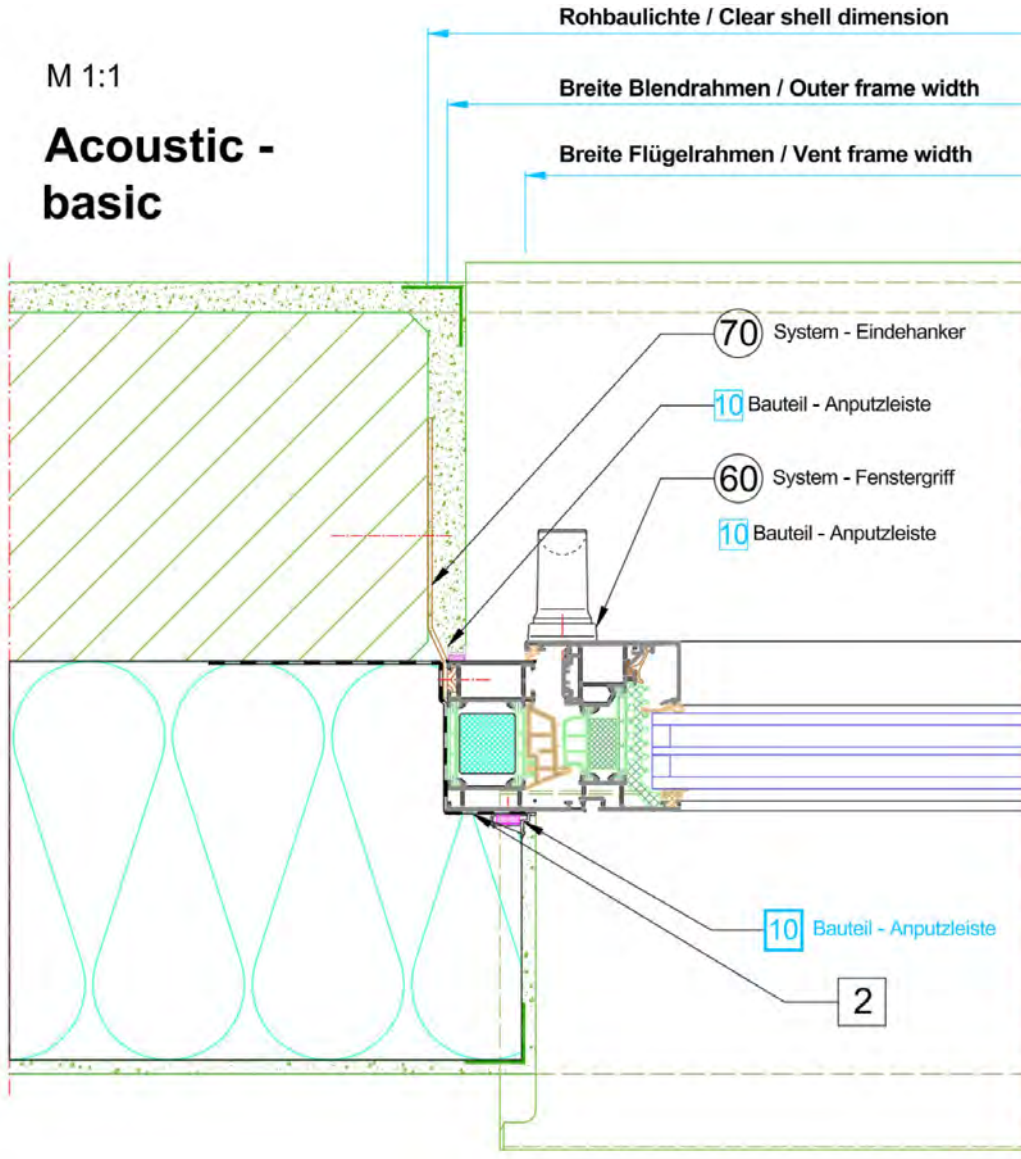 Rohbaulichte / Clear shell dimension
M 1:1
Breite Blendrahmen / Outer frame width
Acoustic -
basic
Breite Flügelrahmen / Vent frame width
70 System - Eindehanker
10 Bauteil - Anputzleiste
60 System - Fenstergriff
10 Bauteil - Anputzleiste
10 Bauteil - Anputzleiste
2